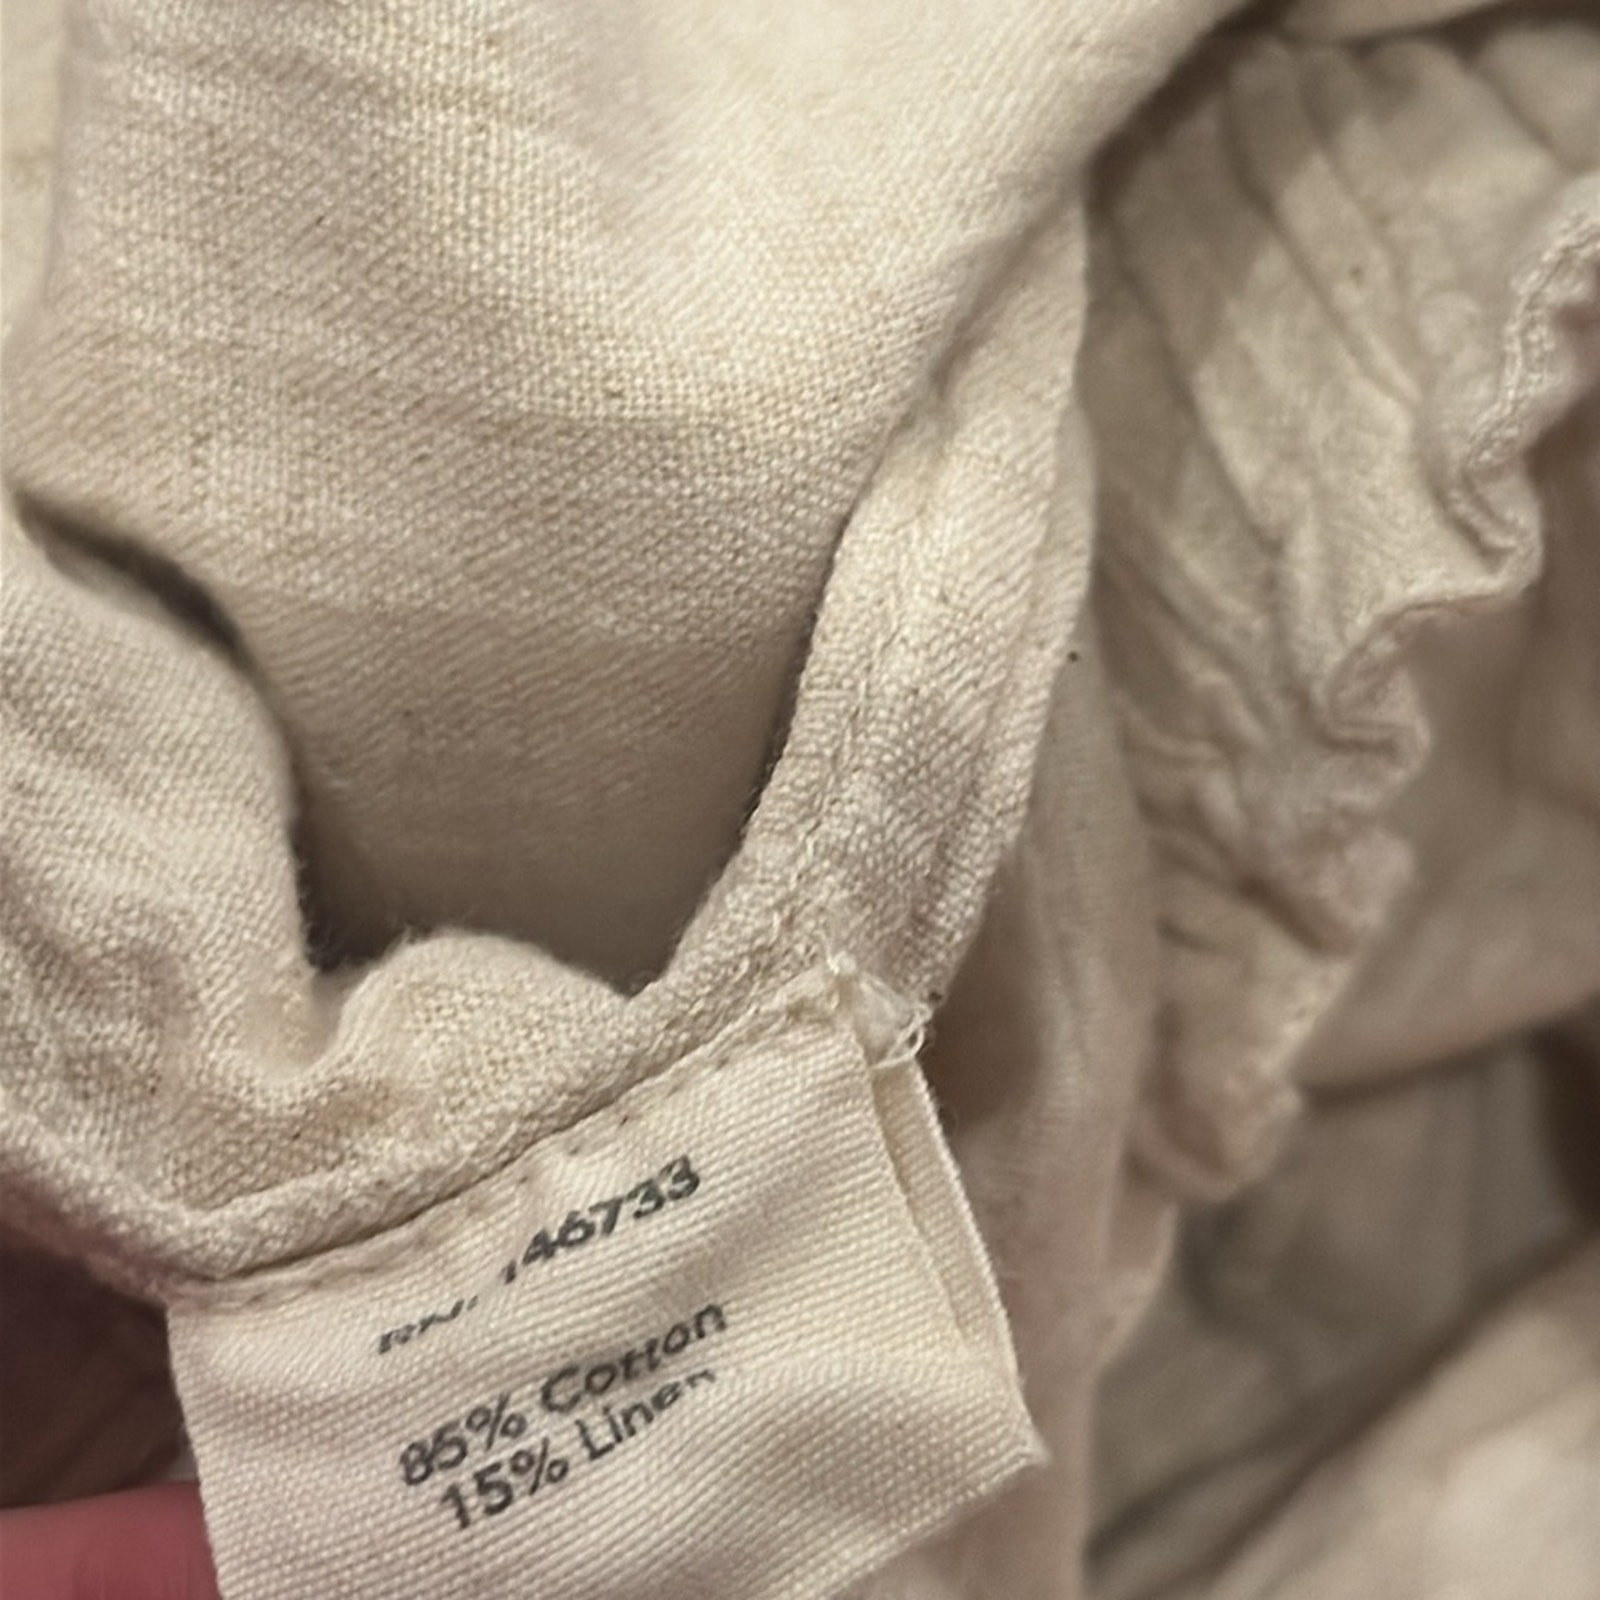 RN: 146733
85% Cotton
15% Linen